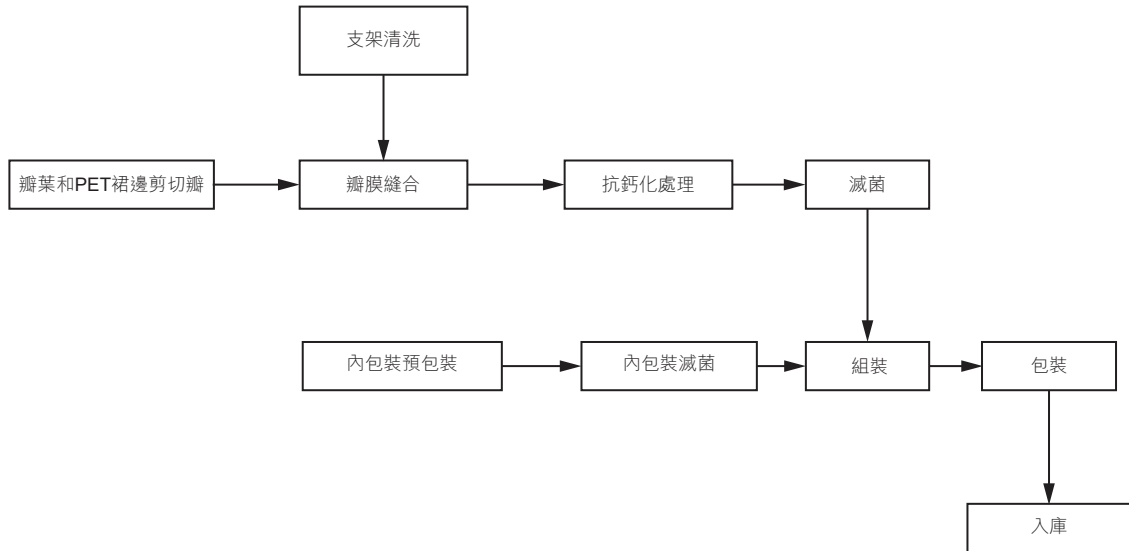 支架清洗
瓣葉和PET裙邊剪切瓣
瓣膜縫合
抗鈣化處理
滅菌
內包裝預包裝
內包裝滅菌
組裝
包裝
入庫